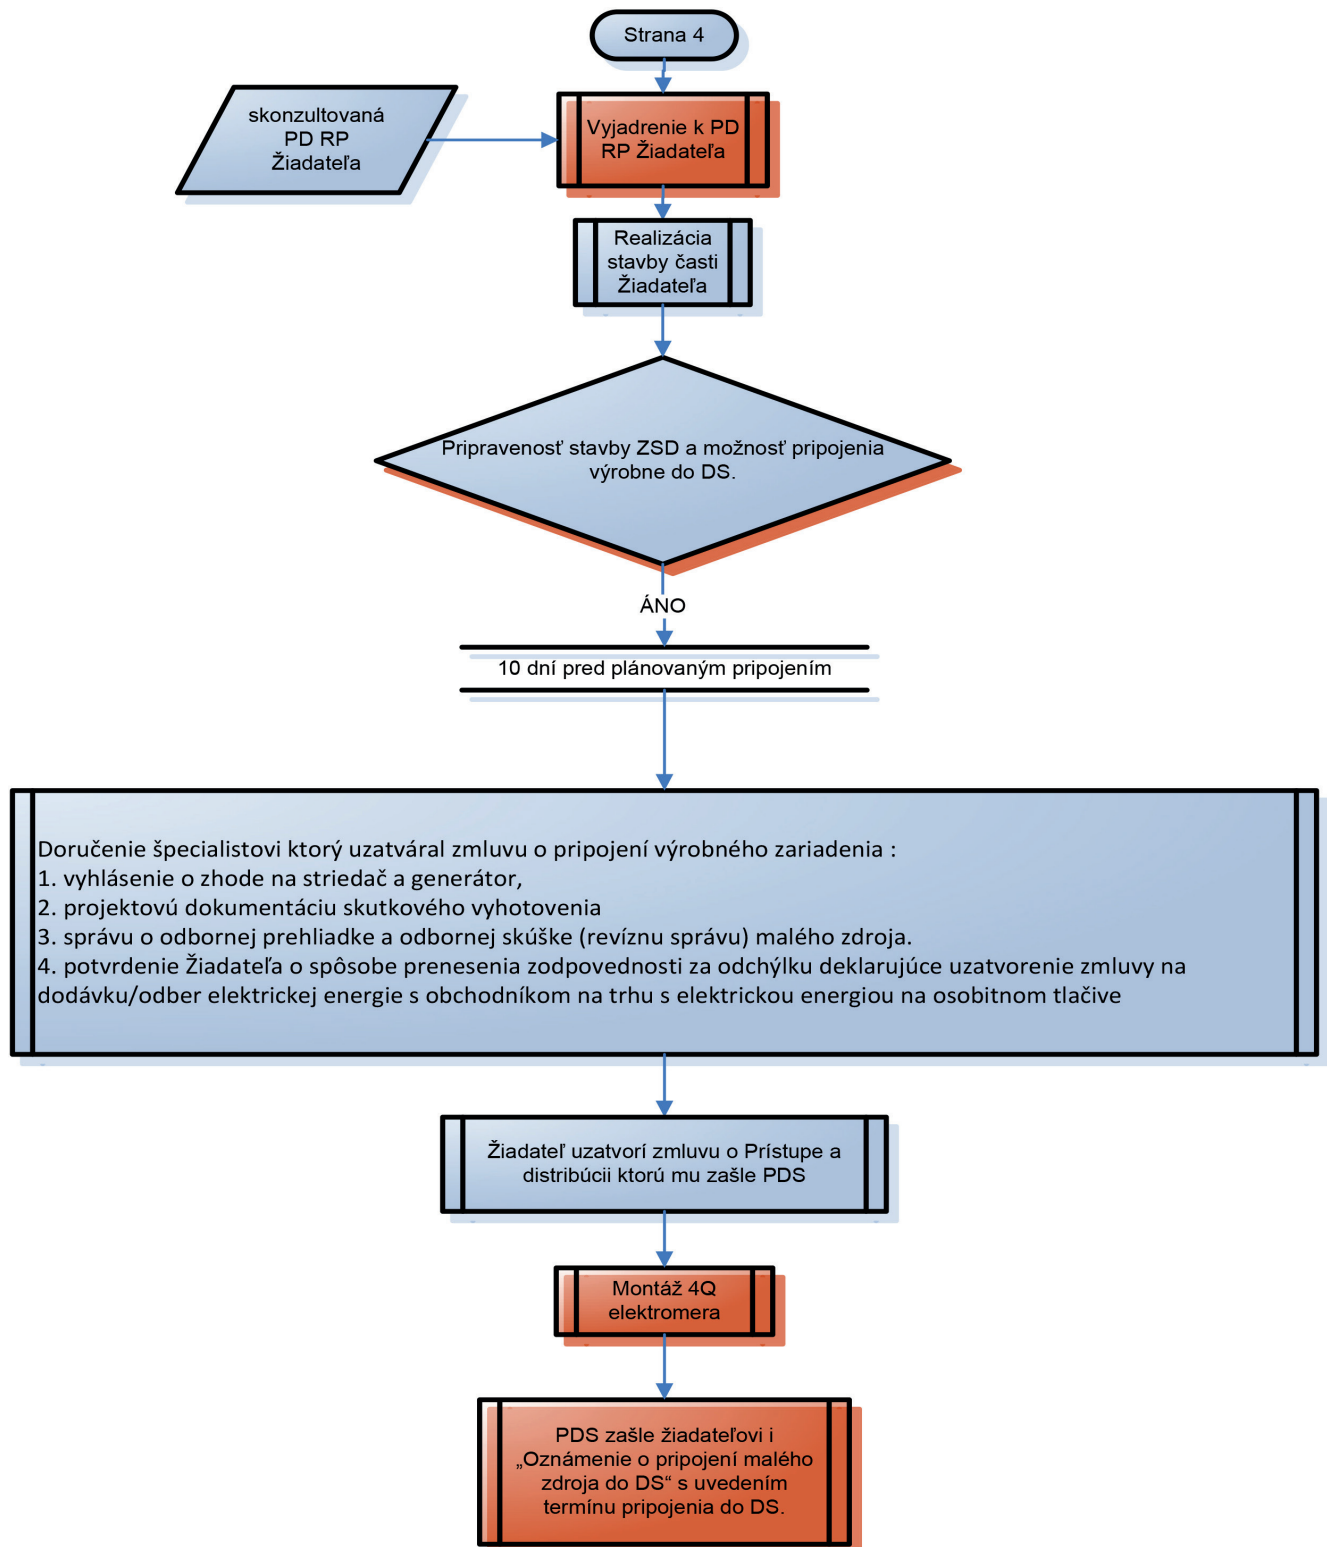 Strana 4
skonzultovaná
PD RP
Žiadateľa
Vyjadrenie k PD
RP Žiadateľa
Realizácia
stavby časti
Žiadateľa
Pripravenosť stavby ZSD a možnosť pripojenia
výrobne do DS.
ÁNO
10 dní pred plánovaným pripojením
Doručenie špecialistovi ktorý uzatváral zmluvu o pripojení výrobného zariadenia :
1. vyhlásenie o zhode na striedač a generátor,
2. projektovú dokumentáciu skutkového vyhotovenia
3. správu o odbornej prehliadke a odbornej skúške (revíznu správu) malého zdroja.
4. potvrdenie Žiadateľa o spôsobe prenesenia zodpovednosti za odchýlku deklarujúce uzatvorenie zmluvy na
dodávku/odber elektrickej energie s obchodníkom na trhu s elektrickou energiou na osobitnom tlačive
Žiadateľ uzatvorí zmluvu o Prístupe a
distribúcii ktorú mu zašle PDS
Montáž 4Q
elektromera
PDS zašle žiadateľovi i
„Oznámenie o pripojení malého
zdroja do DS“ s uvedením
termínu pripojenia do DS.